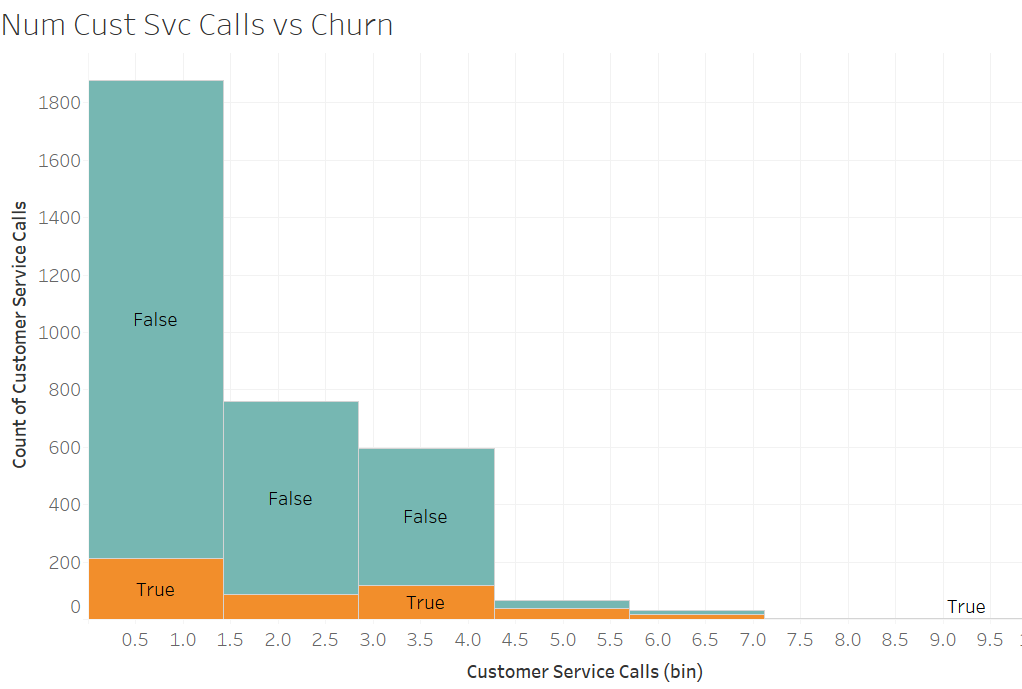 Num Cust Svc Calls vs Churn
Count of Customer Service Calls
1800
1600
1400
1200
1000
800
600
400
200
0
False
False
False
True
True
True
0.5 1.0 1.5 2.0 2.5 3.0 3.5 4.0 4.5 5.0 5.5 6.0 6.5 7.0 7.5 8.0 8.5 9.0 9.5
Customer Service Calls (bin)